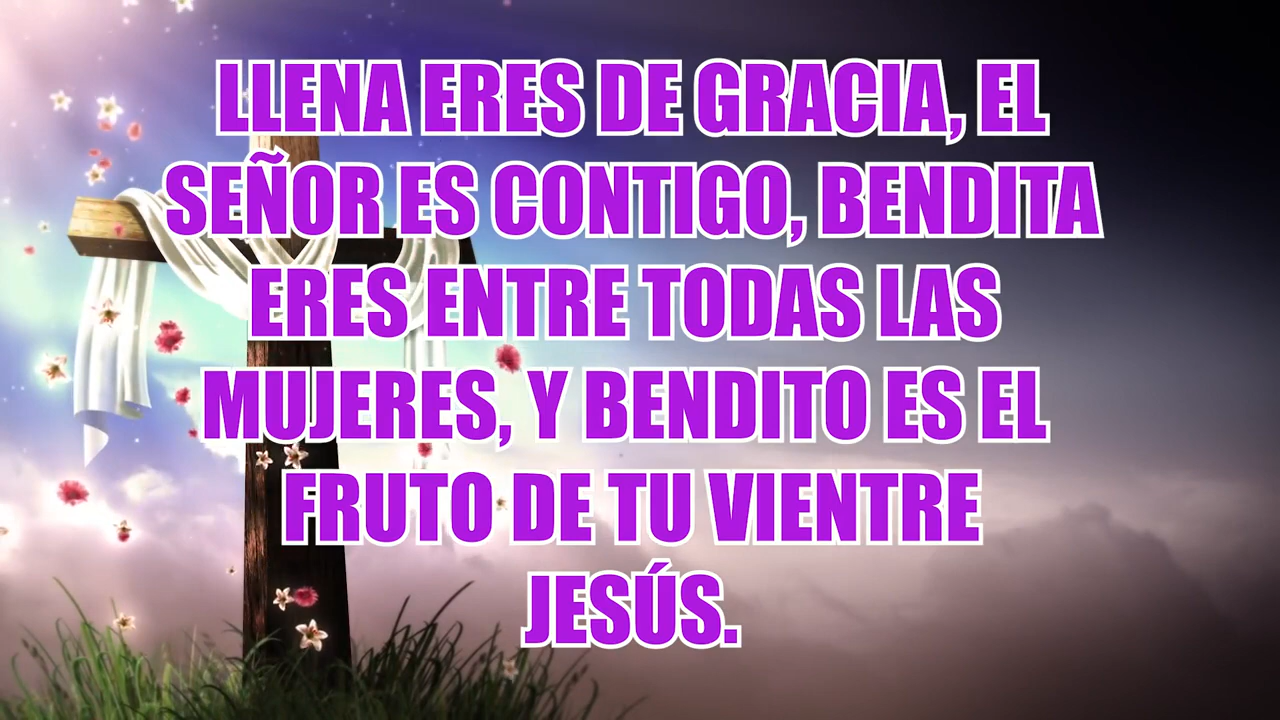 LLENA ERES DE GRACIA, EL
SEÑOR ES CONTIGO, BENDITA
ERES ENTRE TODAS LAS
MUJERES, Y BENDITO ES EL
FRUTO DE TU VIENTRE
JESÚS.